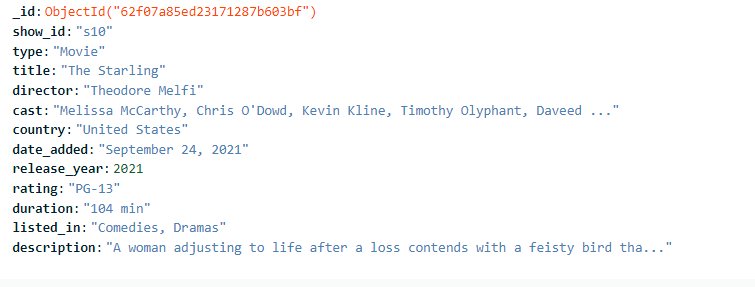 _id: ObjectId("62f07a85ed23171287b603bf")
show_id: "s10"
type: "Movie"
title: "The Starling"
director: "Theodore Melfi"
cast: "Melissa McCarthy, Chris O'Dowd, Kevin Kline, Timothy Olyphant, Daveed ..."
country: "United States"
date_added: "September 24, 2021"
release_year: 2021
rating: "PG-13"
duration: "104 min"
listed_in: "Comedies, Dramas"
description: "A woman adjusting to life after a loss contends with a feisty bird tha..."